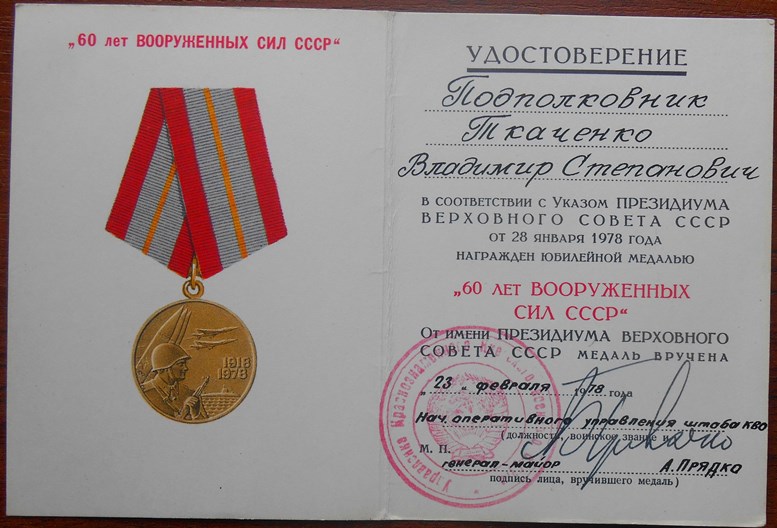 „60 лет ВООРУЖЕННЫХ СИЛ СССР“
1918
1978
УДОСТОВЕРЕНИЕ
Подполковник
Ткаченко
Владимир Степанович
В СООТВЕТСТВИИ С УКАЗОМ ПРЕЗИДИУМА
ВЕРХОВНОГО СОВЕТА СССР
ОТ 28 ЯНВАРЯ 1978 ГОДА
НАГРАЖДЕН ЮБИЛЕЙНОЙ МЕДАЛЬЮ
„60 ЛЕТ ВООРУЖЕННЫХ
СИЛ СССР“
ОТ ИМЕНИ ПРЕЗИДИУМА ВЕРХОВНОГО
СОВЕТА СССР МЕДАЛЬ ВРУЧЕНА
„23“ февраля 1978 года
Нач. оперативного управления штаба КВО
(должность, воинское звание и
М. П.
генерал-майор А. Прядко
подпись лица, вручившего медаль)